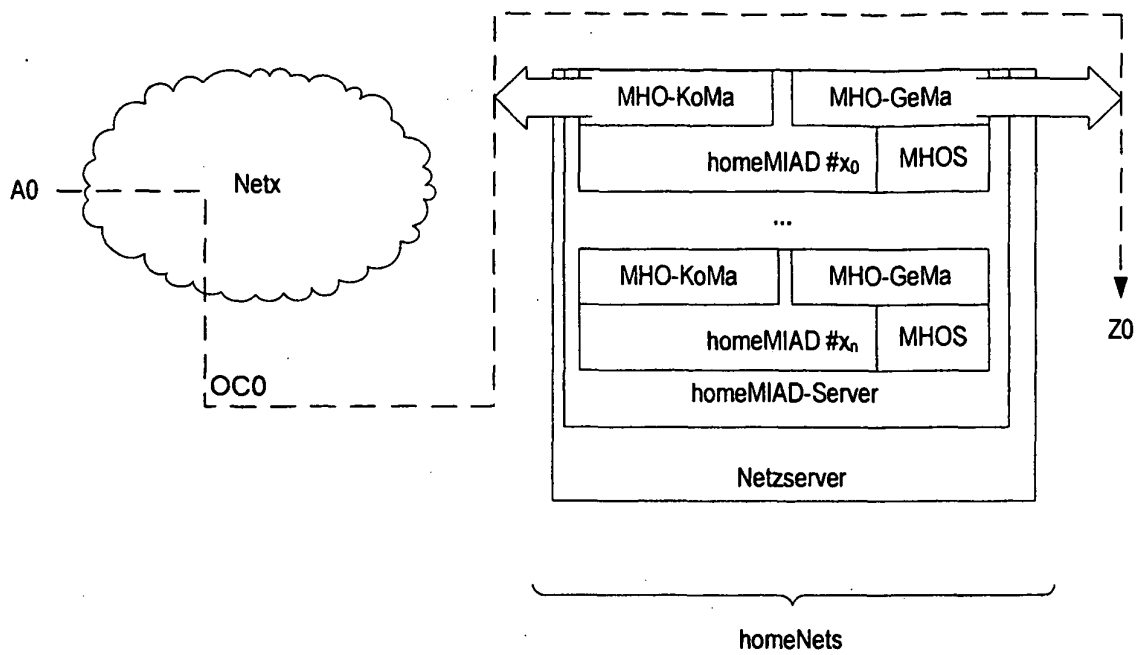 A0
Netx
OC0
MHO-KoMa
MHO-GeMa
homeMIAD #x₀
MHOS
...
MHO-KoMa
MHO-GeMa
homeMIAD #xₙ
MHOS
homeMIAD-Server
Netzserver
Z0
homeNets